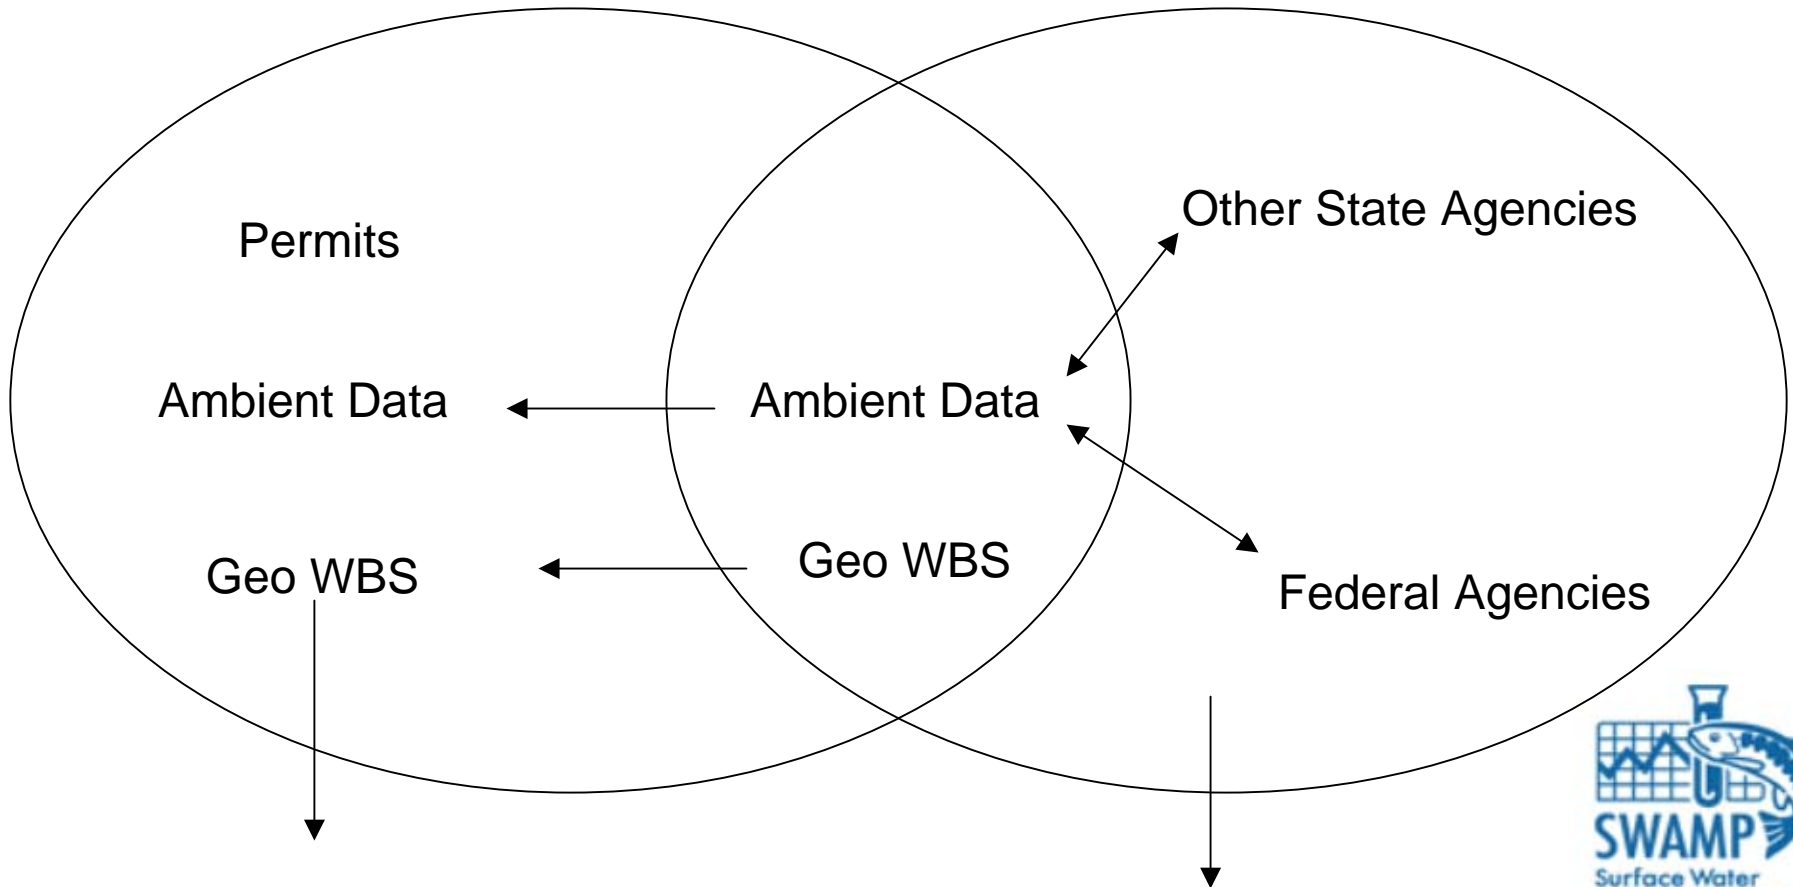 Permits
Other State Agencies
Ambient Data
Ambient Data
Geo WBS
Geo WBS
Federal Agencies
SWAMP
Surface Water